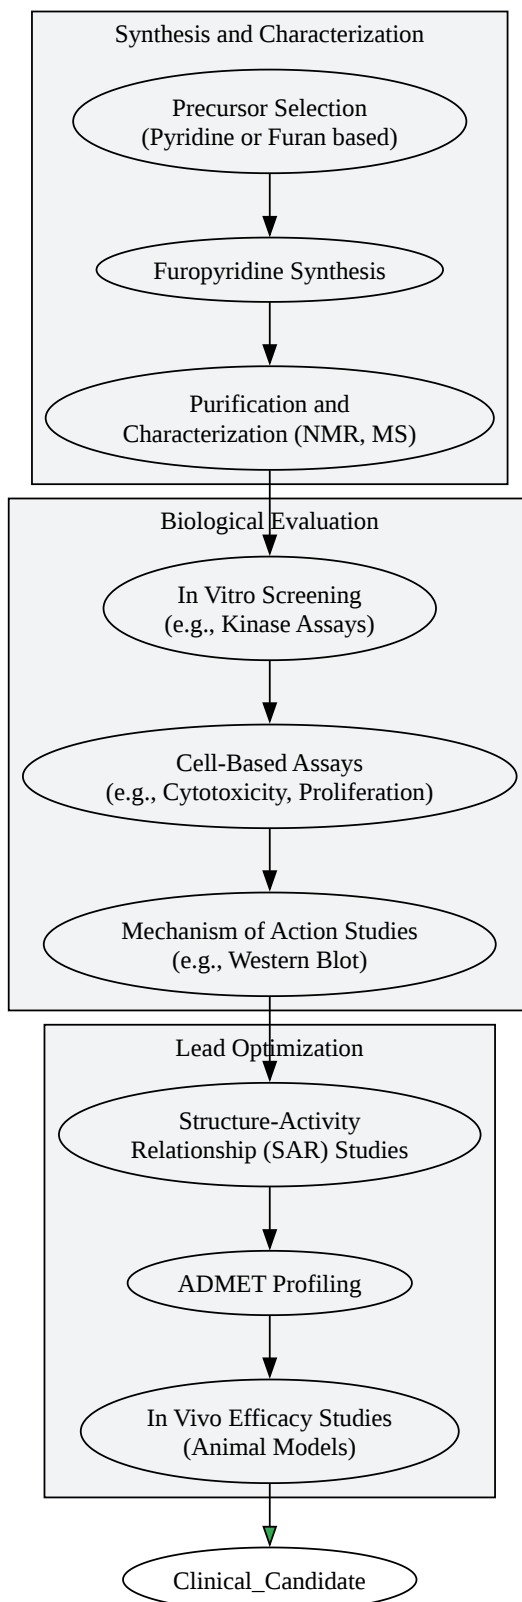 Synthesis and Characterization
Precursor Selection
(Pyridine or Furan based)
Furopyridine Synthesis
Purification and
Characterization (NMR, MS)
Biological Evaluation
In Vitro Screening
(e.g., Kinase Assays)
Cell-Based Assays
(e.g., Cytotoxicity, Proliferation)
Mechanism of Action Studies
(e.g., Western Blot)
Lead Optimization
Structure-Activity
Relationship (SAR) Studies
ADMET Profiling
In Vivo Efficacy Studies
(Animal Models)
Clinical_Candidate